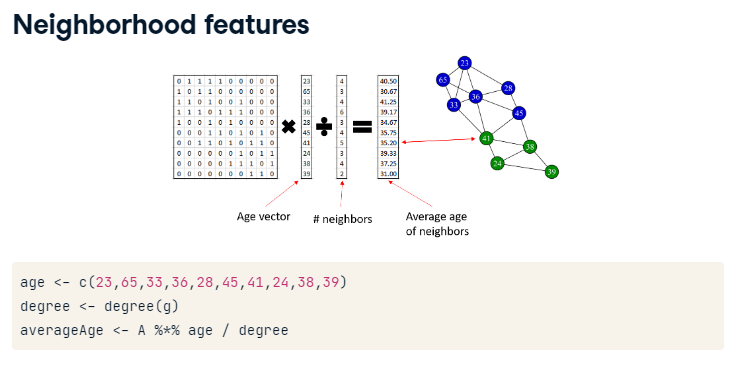 Neighborhood features
0 1 1 1 1 0 0 0 0 0 23 4 40.50
1 0 1 1 0 0 0 0 0 0 65 3 30.67
1 1 0 1 0 0 1 0 0 0 33 4 41.25
1 1 1 0 1 1 1 0 0 0 36 6 39.17
1 0 0 1 0 1 0 0 0 0 28 3 34.67
0 0 0 1 1 0 1 0 1 0 45 4 35.75
0 0 1 1 0 1 0 1 1 0 41 5 35.20
0 0 0 0 0 0 1 0 1 1 24 3 39.33
0 0 0 0 0 1 1 1 0 1 38 4 37.25
0 0 0 0 0 0 0 1 1 0 39 2 31.00
23
65
28
36
33
45
41
38
24
39
Age vector
# neighbors
Average age
of neighbors
age <- c(23,65,33,36,28,45,41,24,38,39)
degree <- degree(g)
averageAge <- A %*% age / degree